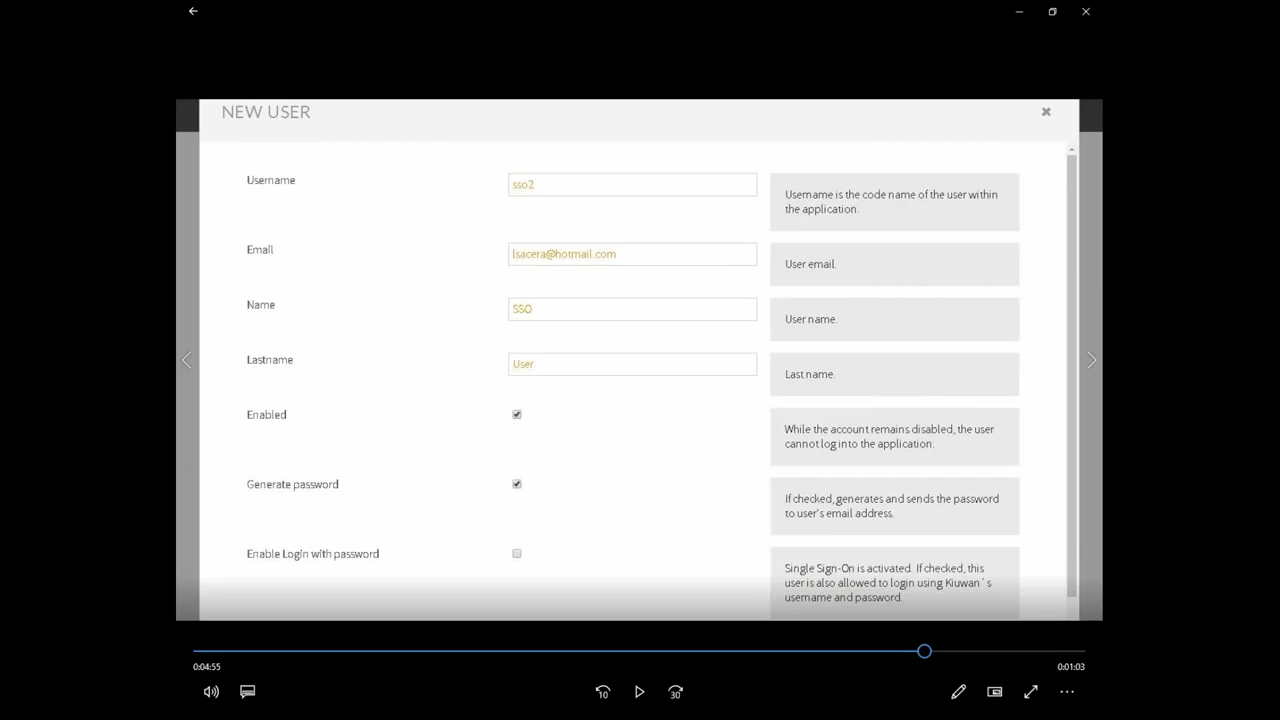 NEW USER
Username
sso2
Username is the code name of the user within
the application.
Email
lsacera@hotmail.com
User email.
Name
SSO
User name.
Lastname
User
Last name.
Enabled
While the account remains disabled, the user
cannot log into the application.
Generate password
If checked, generates and sends the password
to user's email address.
Enable Login with password
Single Sign-On is activated. If checked, this
user is also allowed to login using Kiuwan´s
username and password.
0:04:55
0:01:03
10
30